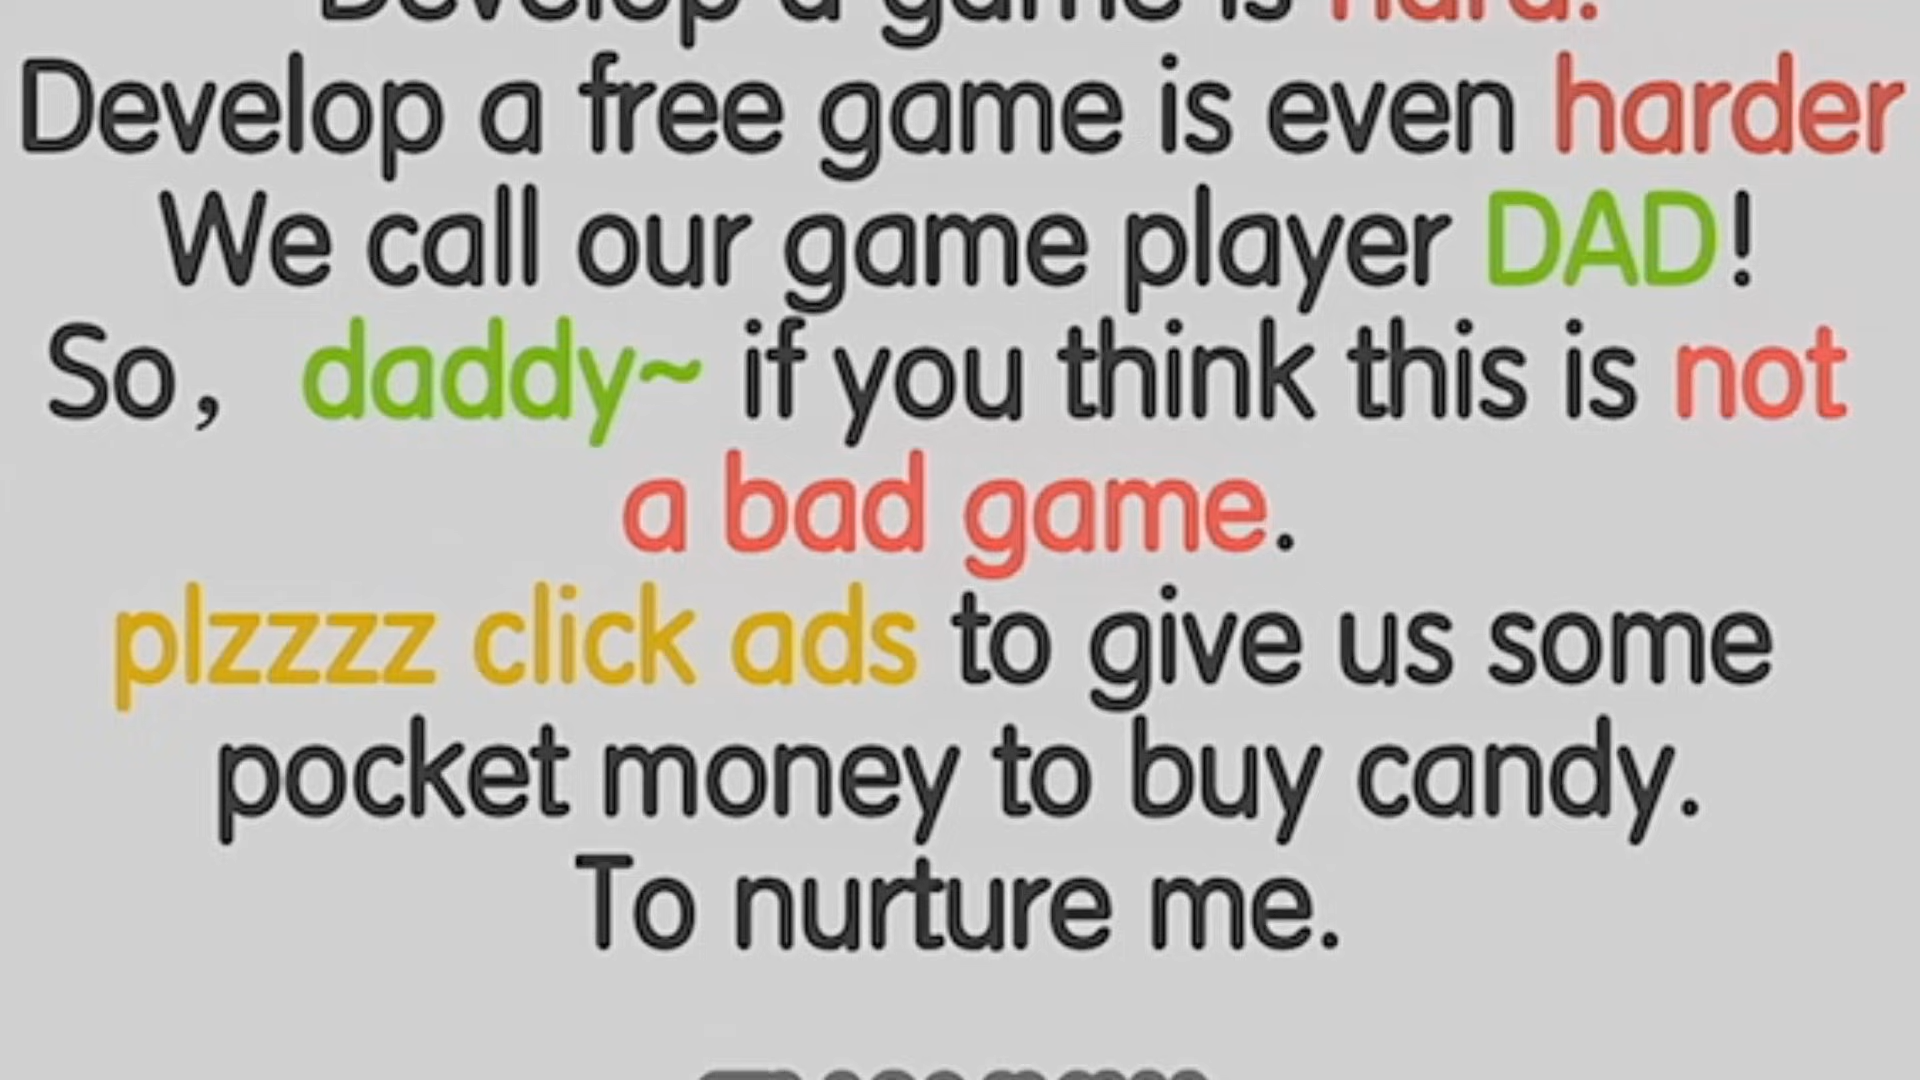 Develop a game is hard!
Develop a free game is even harder
We call our game player DAD!
So, daddy~ if you think this is not
a bad game.
plzzzz click ads to give us some
pocket money to buy candy.
To nurture me.